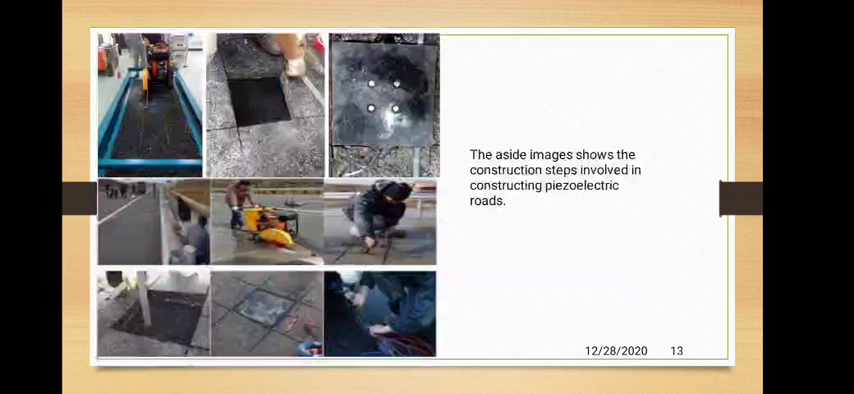 The aside images shows the
construction steps involved in
constructing piezoelectric
roads.
12/28/2020 13